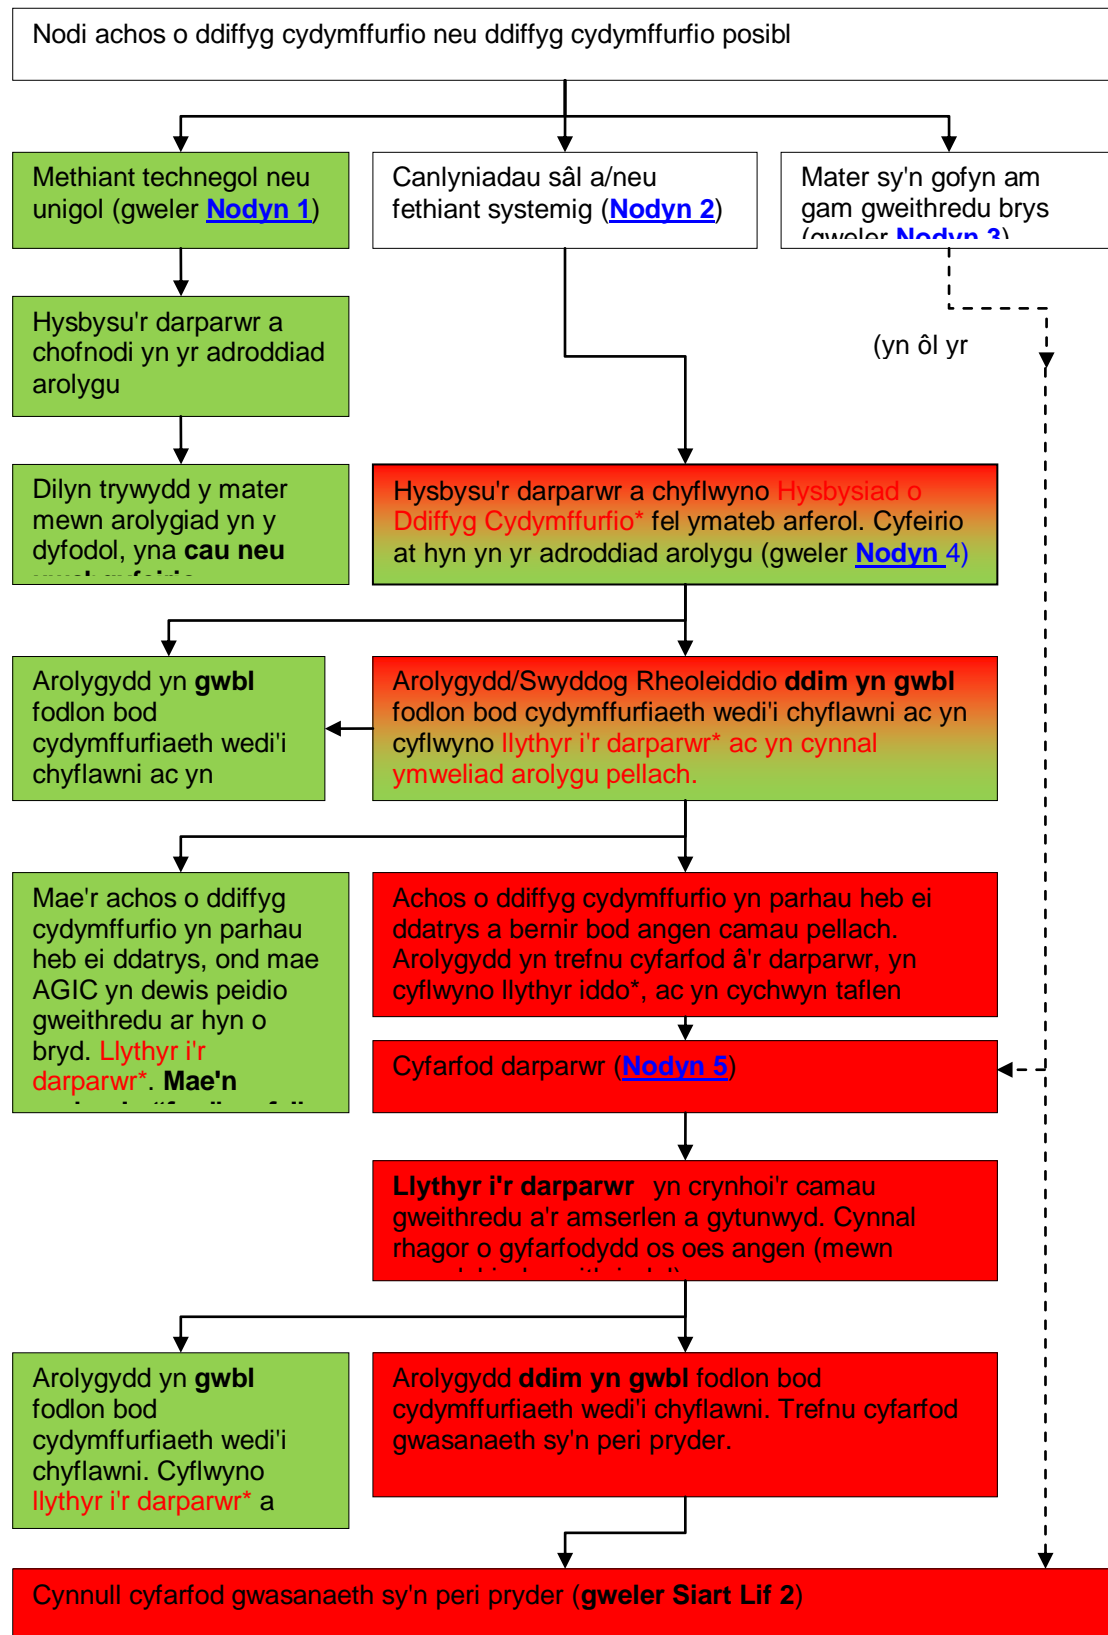 Nodi achos o ddiffyg cydymffurfio neu ddiffyg cydymffurfio posibl
Methiant technegol neu
unigol (gweler Nodyn 1)
Canlyniadau sâl a/neu
fethiant systemig (Nodyn 2)
Mater sy'n gofyn am
gam gweithredu brys
(gweler Nodyn 3)
Hysbysu'r darparwr a
chofnodi yn yr adroddiad
arolygu
(yn ôl yr
Dilyn trywydd y mater
mewn arolygiad yn y
dyfodol, yna cau neu
Hysbysu'r darparwr a chyflwyno Hysbysiad o
Ddiffyg Cydymffurfio* fel ymateb arferol. Cyfeirio
at hyn yn yr adroddiad arolygu (gweler Nodyn 4)
Arolygydd yn gwbl
fodlon bod
cydymffurfiaeth wedi'i
chyflawni ac yn
Arolygydd/Swyddog Rheoleiddio ddim yn gwbl
fodlon bod cydymffurfiaeth wedi'i chyflawni ac yn
cyflwyno llythyr i'r darparwr* ac yn cynnal
ymweliad arolygu pellach.
Mae'r achos o ddiffyg
cydymffurfio yn parhau
heb ei ddatrys, ond mae
AGIC yn dewis peidio
gweithredu ar hyn o
bryd. Llythyr i'r
darparwr*. Mae'n
Achos o ddiffyg cydymffurfio yn parhau heb ei
ddatrys a bernir bod angen camau pellach.
Arolygydd yn trefnu cyfarfod â'r darparwr, yn
cyflwyno llythyr iddo*, ac yn cychwyn taflen
Cyfarfod darparwr (Nodyn 5)
Llythyr i'r darparwr yn crynhoi'r camau
gweithredu a'r amserlen a gytunwyd. Cynnal
rhagor o gyfarfodydd os oes angen (mewn
Arolygydd yn gwbl
fodlon bod
cydymffurfiaeth wedi'i
chyflawni. Cyflwyno
llythyr i'r darparwr* a
Arolygydd ddim yn gwbl fodlon bod
cydymffurfiaeth wedi'i chyflawni. Trefnu cyfarfod
gwasanaeth sy'n peri pryder.
Cynnull cyfarfod gwasanaeth sy'n peri pryder (gweler Siart Lif 2)